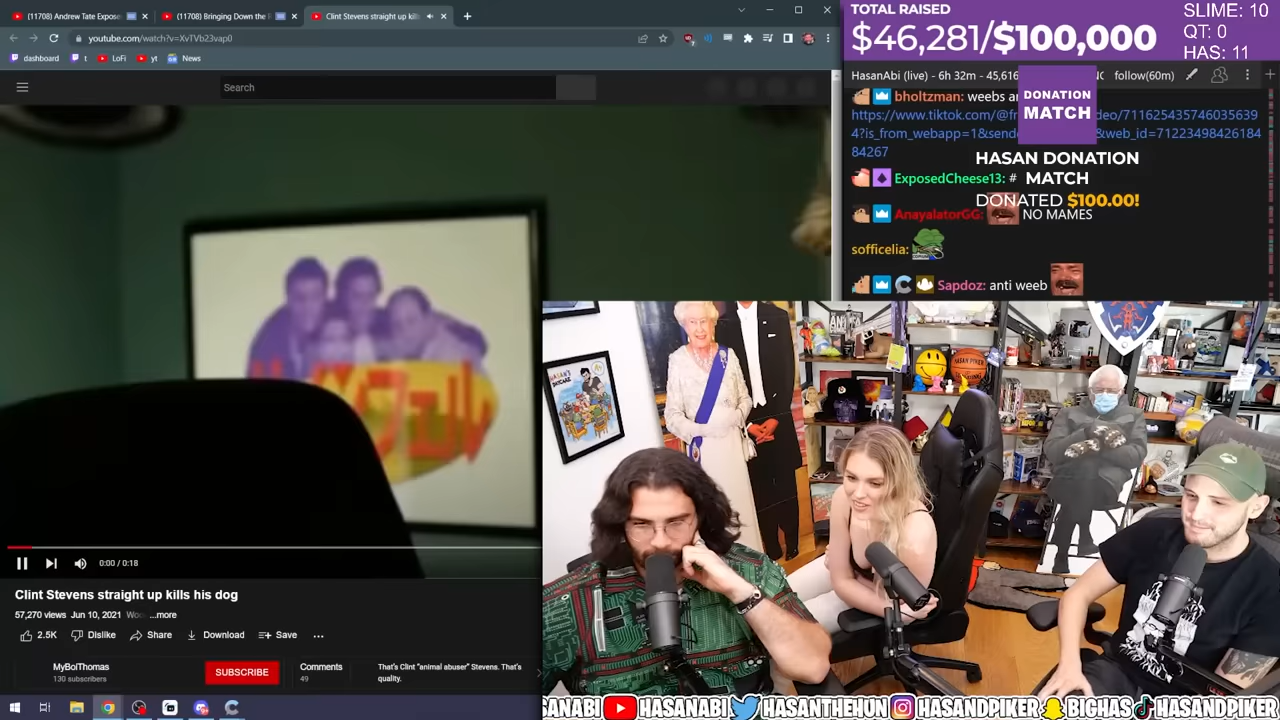 (11708) Andrew Tate Expose
(11708) Bringing Down the
Clint Stevens straight up kill
youtube.com/watch?v=XvTVb23vap0
dashboard
t
LoFi
yt
News
Search
TOTAL RAISED
$46,281/$100,000
SLIME: 10
QT: 0
HAS: 11
HasanAbi (live) - 6h 32m - 45,616
follow(60m)
DONATION
MATCH
bholtzman: weebs
https://www.tiktok.com/@fr
deo/711625435746035639
4?is_from_webapp=1&sende
&web_id=71223498426184
84267
HASAN DONATION
MATCH
DONATED $100.00!
ExposedCheese13: #
AnayalatorGG: NO MAMES
sofficelia:
Sapdoz: anti weeb
HASAN'S
DAYCARE
0:00 / 0:18
Clint Stevens straight up kills his dog
57,270 views Jun 10, 2021 ...more
2.5K
Dislike
Share
Download
Save
MyBoiThomas
130 subscribers
SUBSCRIBE
Comments
49
That's Clint "animal abuser" Stevens. That's
quality.
ANABI HASANABI HASANTHEHUN HASANDPIKER BIGHAS HASANDPIKER